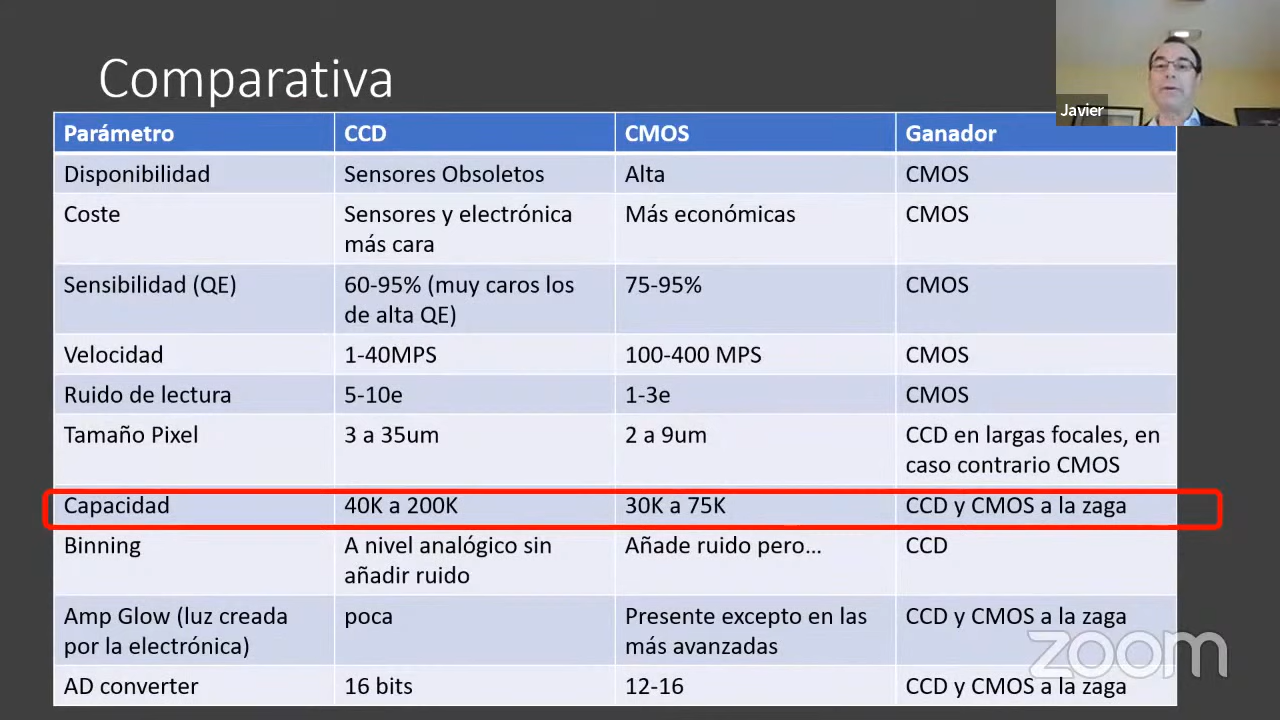 Comparativa
Javier
Parámetro CCD CMOS Ganador
Disponibilidad Sensores Obsoletos Alta CMOS
Coste Sensores y electrónica más cara Más económicas CMOS
Sensibilidad (QE) 60-95% (muy caros los de alta QE) 75-95% CMOS
Velocidad 1-40MPS 100-400 MPS CMOS
Ruido de lectura 5-10e 1-3e CMOS
Tamaño Pixel 3 a 35um 2 a 9um CCD en largas focales, en caso contrario CMOS
Capacidad 40K a 200K 30K a 75K CCD y CMOS a la zaga
Binning A nivel analógico sin añadir ruido Añade ruido pero... CCD
Amp Glow (luz creada por la electrónica) poca Presente excepto en las más avanzadas CCD y CMOS a la zaga
AD converter 16 bits 12-16 CCD y CMOS a la zaga
zoom